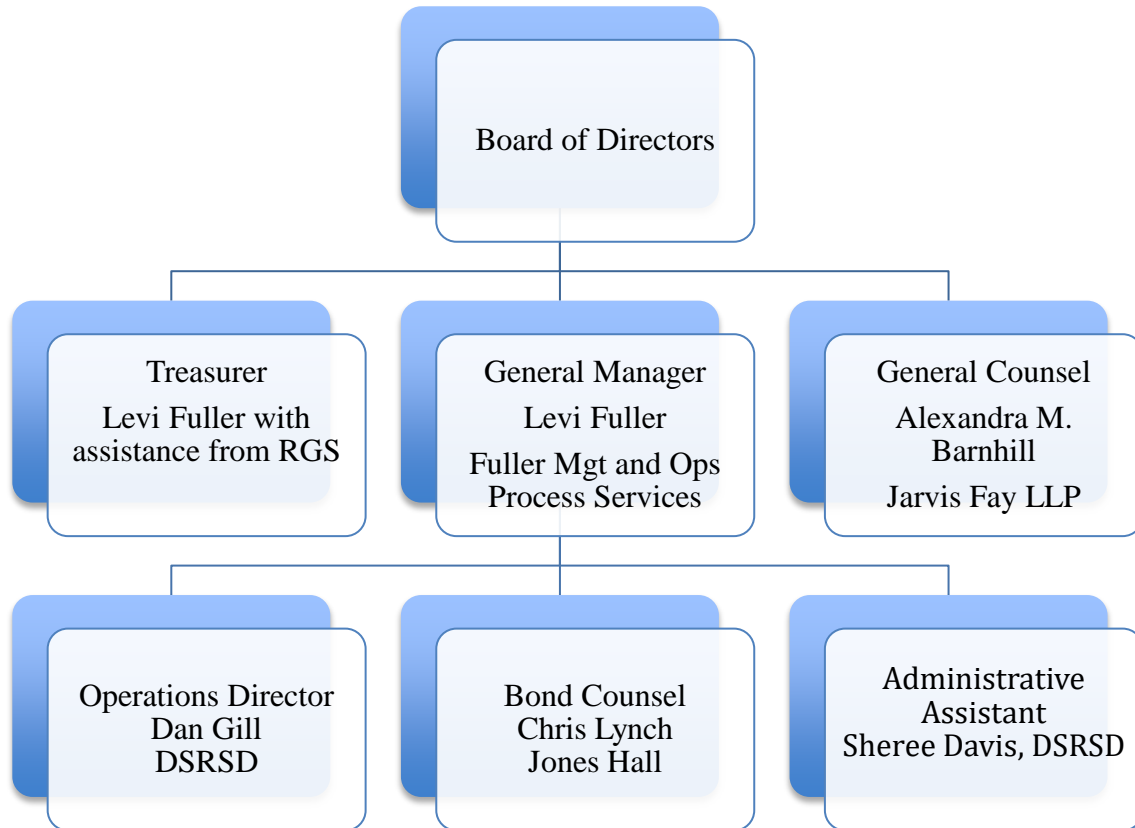 Board of Directors
Treasurer
Levi Fuller with
assistance from RGS
General Manager
Levi Fuller
Fuller Mgt and Ops
Process Services
General Counsel
Alexandra M.
Barnhill
Jarvis Fay LLP
Operations Director
Dan Gill
DSRSD
Bond Counsel
Chris Lynch
Jones Hall
Administrative
Assistant
Sheree Davis, DSRSD